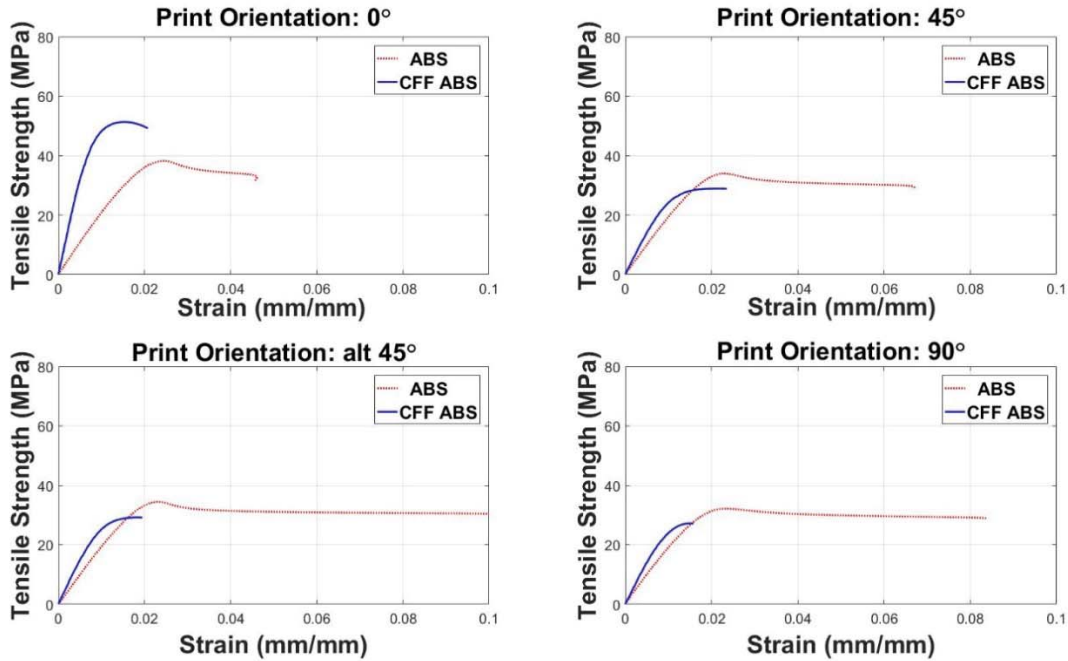 Print Orientation: 0°
Tensile Strength (MPa)
80
60
40
20
0
ABS
CFF ABS
0 0.02 0.04 0.06 0.08 0.1
Strain (mm/mm)
Print Orientation: 45°
Tensile Strength (MPa)
80
60
40
20
0
ABS
CFF ABS
0 0.02 0.04 0.06 0.08 0.1
Strain (mm/mm)
Print Orientation: alt 45°
Tensile Strength (MPa)
80
60
40
20
0
ABS
CFF ABS
0 0.02 0.04 0.06 0.08 0.1
Strain (mm/mm)
Print Orientation: 90°
Tensile Strength (MPa)
80
60
40
20
0
ABS
CFF ABS
0 0.02 0.04 0.06 0.08 0.1
Strain (mm/mm)